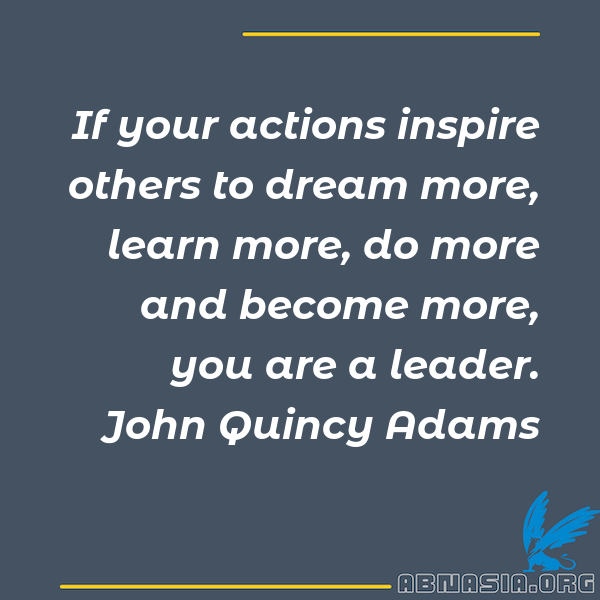 If your actions inspire
others to dream more,
learn more, do more
and become more,
you are a leader.
John Quincy Adams
ABNASIA.ORG